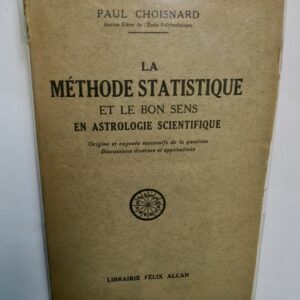 PAUL CHOISNARD
Ancien Élève de l'École Polytechnique
LA
MÉTHODE STATISTIQUE
ET LE BON SENS
EN ASTROLOGIE SCIENTIFIQUE
Origine et exposés successifs de la question
Discussions diverses et applications
LIBRAIRIE FÉLIX ALCAN